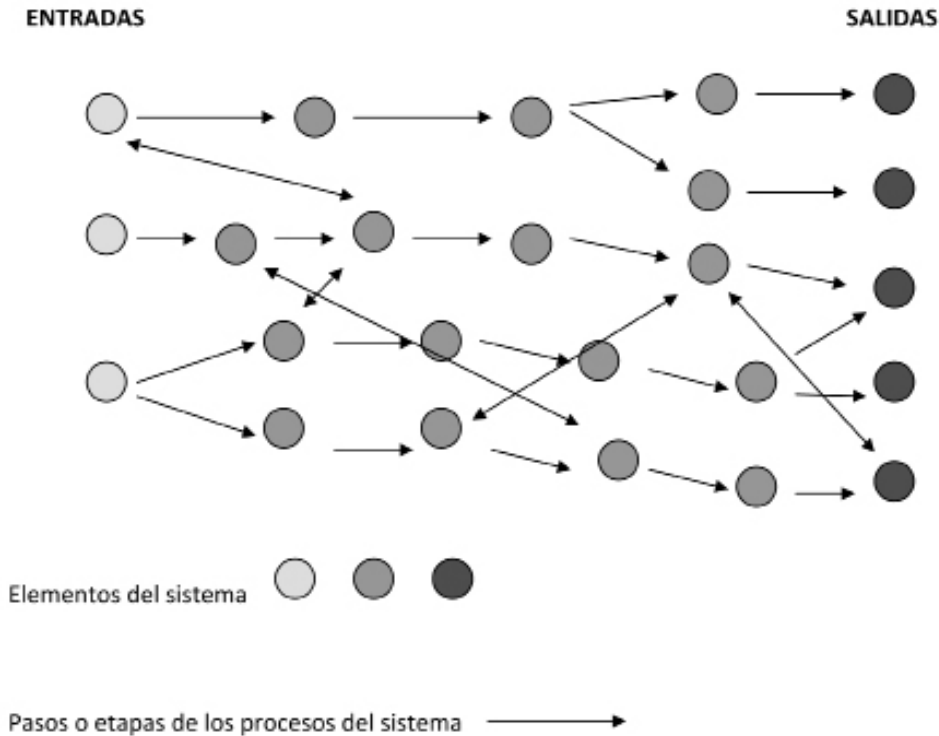 ENTRADAS
SALIDAS
Elementos del sistema
Pasos o etapas de los procesos del sistema